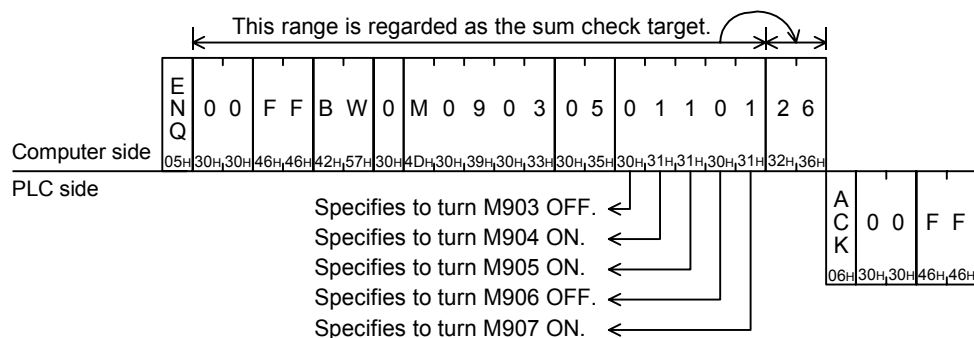 This range is regarded as the sum check target.
E N Q 0 0 F F B W 0 M 0 9 0 3 0 5 0 1 1 0 1 2 6
Computer side 05H 30H, 30H 46H, 46H 42H, 57H 30H 4DH, 30H, 39H, 30H, 33H 30H, 35H 30H, 31H, 31H, 30H, 31H 32H, 36H
PLC side
Specifies to turn M903 OFF.
Specifies to turn M904 ON.
Specifies to turn M905 ON.
Specifies to turn M906 OFF.
Specifies to turn M907 ON.
A C K 0 0 F F
06H 30H, 30H 46H, 46H